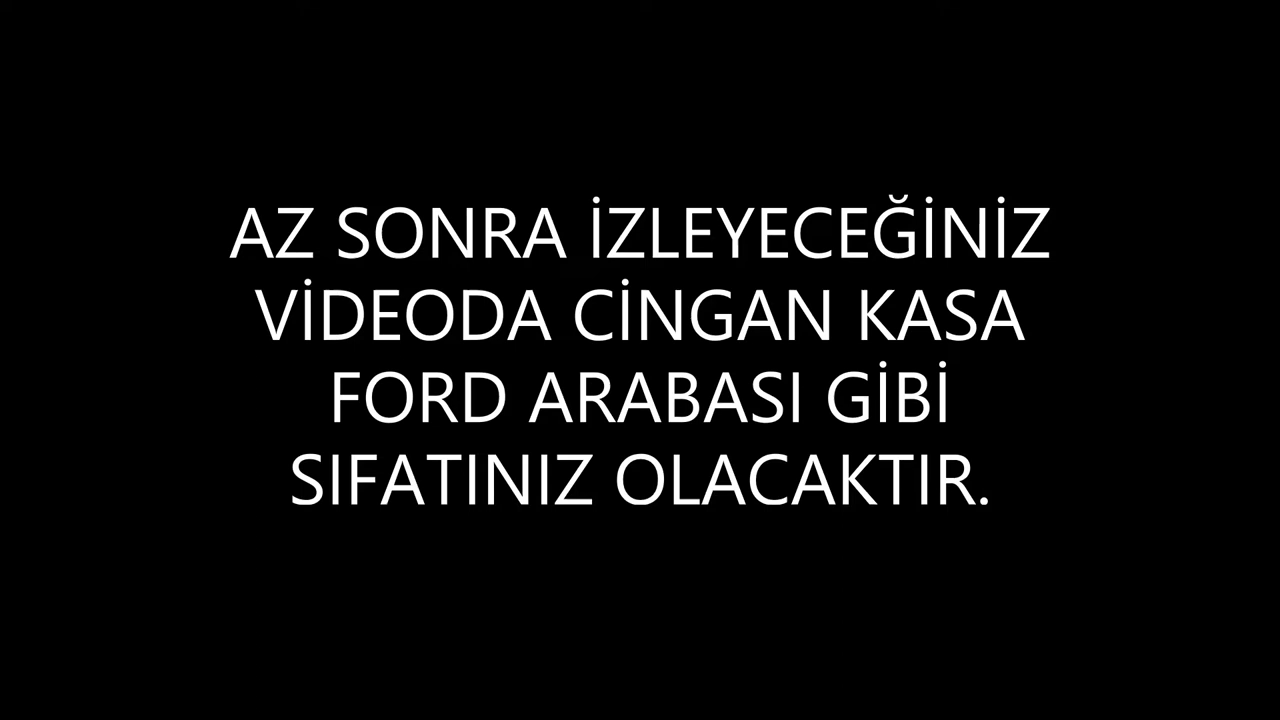 AZ SONRA İZLEYECEĞİNİZ
VİDEODA CİNGAN KASA
FORD ARABASI GİBİ
SIFATINIZ OLACAKTIR.